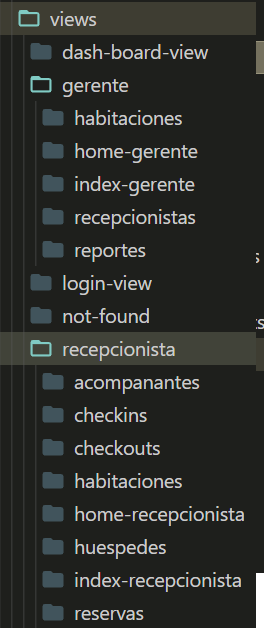 views
dash-board-view
gerente
habitaciones
home-gerente
index-gerente
recepcionistas
reportes
login-view
not-found
recepcionista
acompanantes
checkins
checkouts
habitaciones
home-recepcionista
huespedes
index-recepcionista
reservas